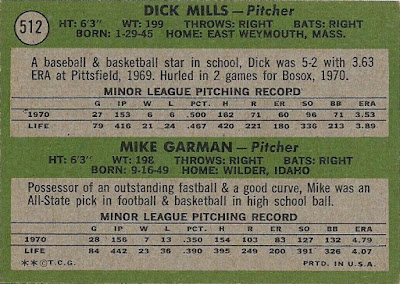 512
DICK MILLS—Pitcher
HT: 6'3" WT: 199 THROWS: RIGHT BATS: RIGHT
BORN: 1-29-45 HOME: EAST WEYMOUTH, MASS.
A baseball & basketball star in school, Dick was 5-2 with 3.63
ERA at Pittsfield, 1969. Hurled in 2 games for Bosox, 1970.
MINOR LEAGUE PITCHING RECORD
G IP W L PCT. H R ER SO BB ERA
1970 27 153 6 6 .500 182 71 60 96 71 3.53
LIFE 79 416 21 24 .467 420 221 180 336 213 3.89
MIKE GARMAN—Pitcher
HT: 6'3" WT: 198 THROWS: RIGHT BATS: RIGHT
BORN: 9-16-49 HOME: WILDER, IDAHO
Possessor of an outstanding fastball & a good curve, Mike was an
All-State pick in football & basketball in high school ball.
MINOR LEAGUE PITCHING RECORD
G IP W L PCT. H R ER SO BB ERA
1970 28 156 7 13 .350 154 103 83 127 132 4.79
LIFE 84 442 23 36 .390 395 249 200 391 326 4.07
**©T.C.G. PRTD. IN U.S.A.